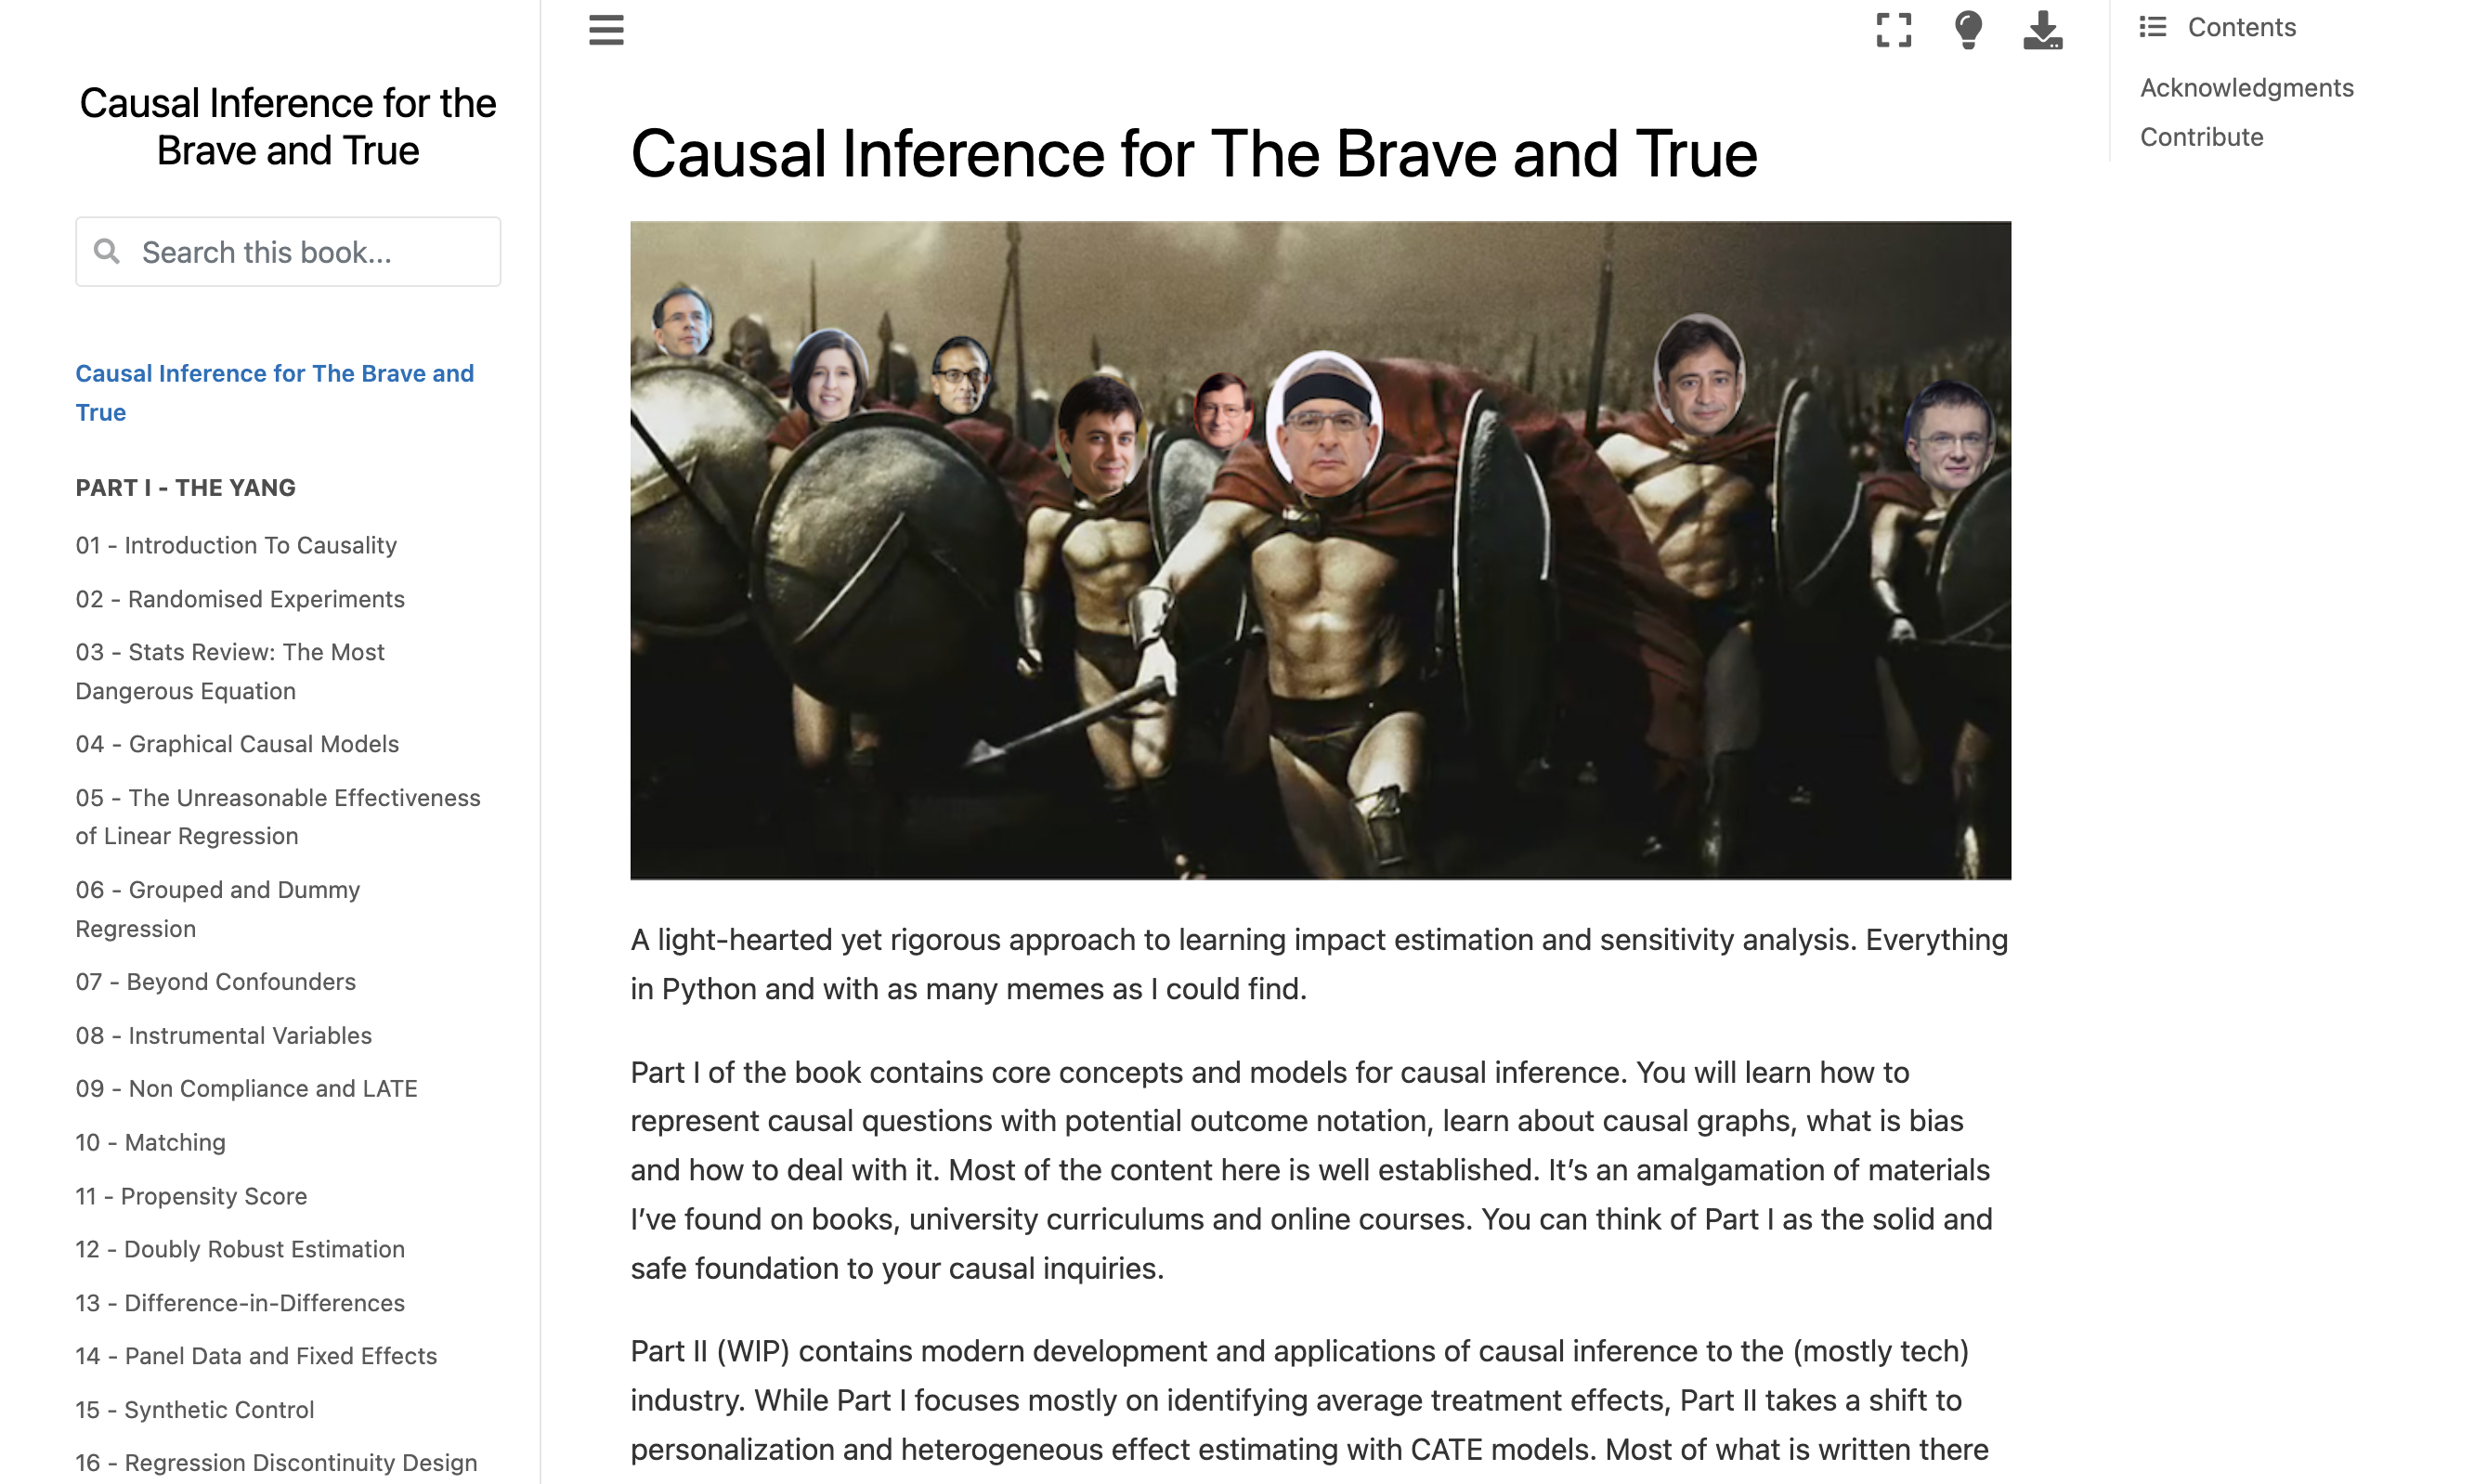 Causal Inference for the
Brave and True
Search this book...
Causal Inference for The Brave and
True
PART I - THE YANG
01 - Introduction To Causality
02 - Randomised Experiments
03 - Stats Review: The Most
Dangerous Equation
04 - Graphical Causal Models
05 - The Unreasonable Effectiveness
of Linear Regression
06 - Grouped and Dummy
Regression
07 - Beyond Confounders
08 - Instrumental Variables
09 - Non Compliance and LATE
10 - Matching
11 - Propensity Score
12 - Doubly Robust Estimation
13 - Difference-in-Differences
14 - Panel Data and Fixed Effects
15 - Synthetic Control
16 - Regression Discontinuity Design
Causal Inference for The Brave and True
A light-hearted yet rigorous approach to learning impact estimation and sensitivity analysis. Everything
in Python and with as many memes as I could find.
Part I of the book contains core concepts and models for causal inference. You will learn how to
represent causal questions with potential outcome notation, learn about causal graphs, what is bias
and how to deal with it. Most of the content here is well established. It’s an amalgamation of materials
I’ve found on books, university curriculums and online courses. You can think of Part I as the solid and
safe foundation to your causal inquiries.
Part II (WIP) contains modern development and applications of causal inference to the (mostly tech)
industry. While Part I focuses mostly on identifying average treatment effects, Part II takes a shift to
personalization and heterogeneous effect estimating with CATE models. Most of what is written there
Contents
Acknowledgments
Contribute